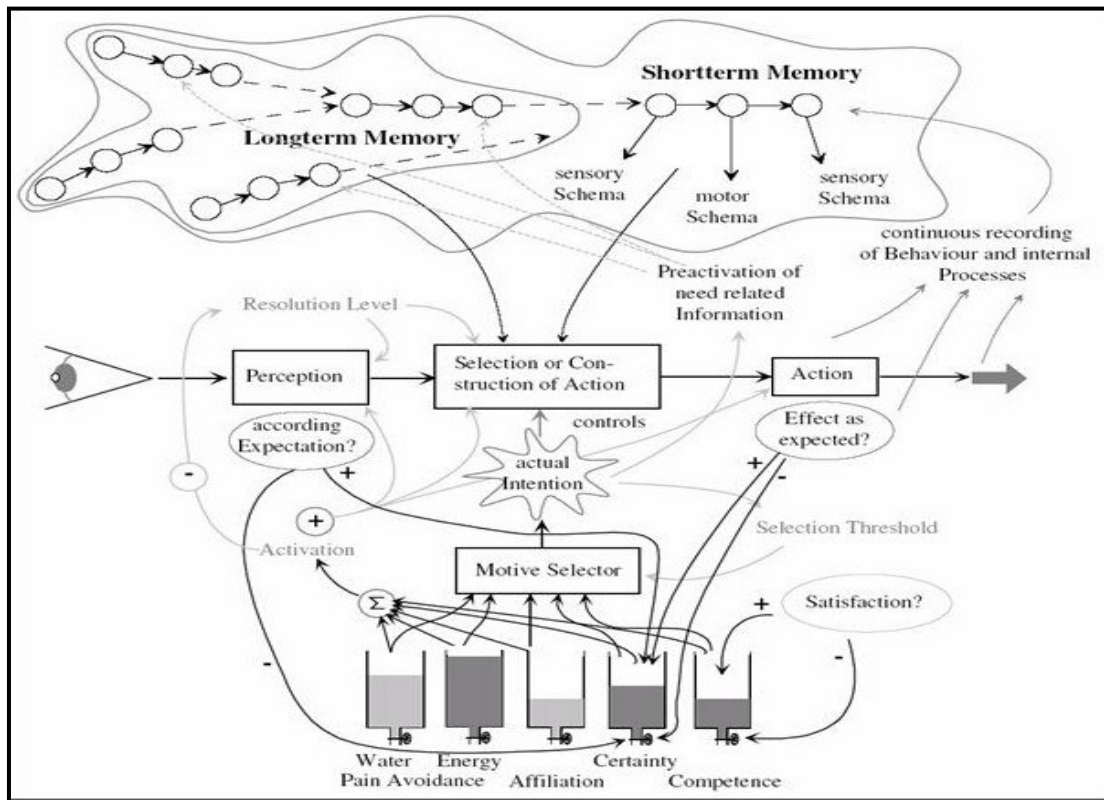 Shortterm Memory
Longterm Memory
sensory
Schema
motor
Schema
sensory
Schema
continuous recording
of Behaviour and internal
Processes
Preactivation of
need related
Information
Resolution Level
Perception
Selection or Con-
struction of Action
Action
according
Expectation?
controls
Effect as
expected?
+
+
-
actual
Intention
-
+
Activation
Selection Threshold
Motive Selector
Σ
+
Satisfaction?
-
-
Water
Energy
Certainty
Pain Avoidance
Affiliation
Competence